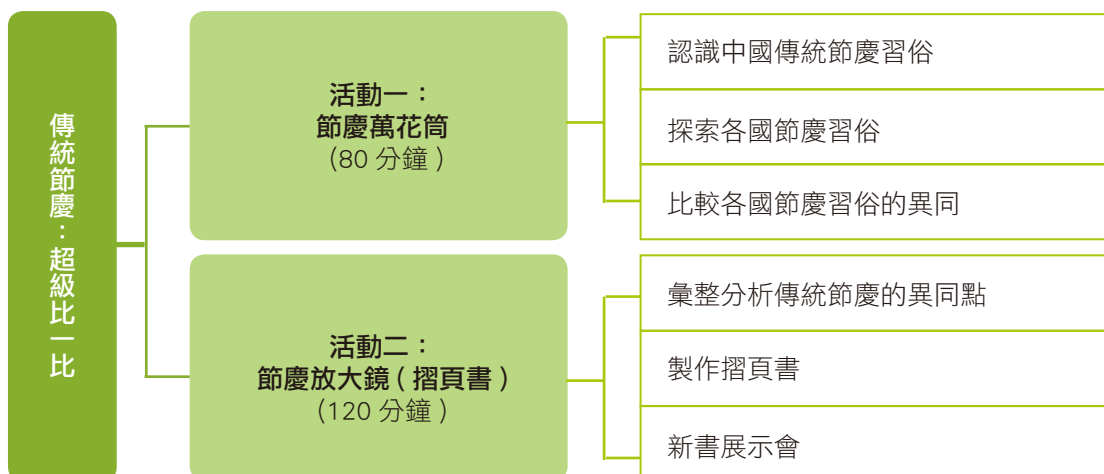 傳統節慶：超級比一比
活動一：
節慶萬花筒
（80 分鐘）
認識中國傳統節慶習俗
探索各國節慶習俗
比較各國節慶習俗的異同
活動二：
節慶放大鏡（摺頁書）
（120 分鐘）
彙整分析傳統節慶的異同點
製作摺頁書
新書展示會